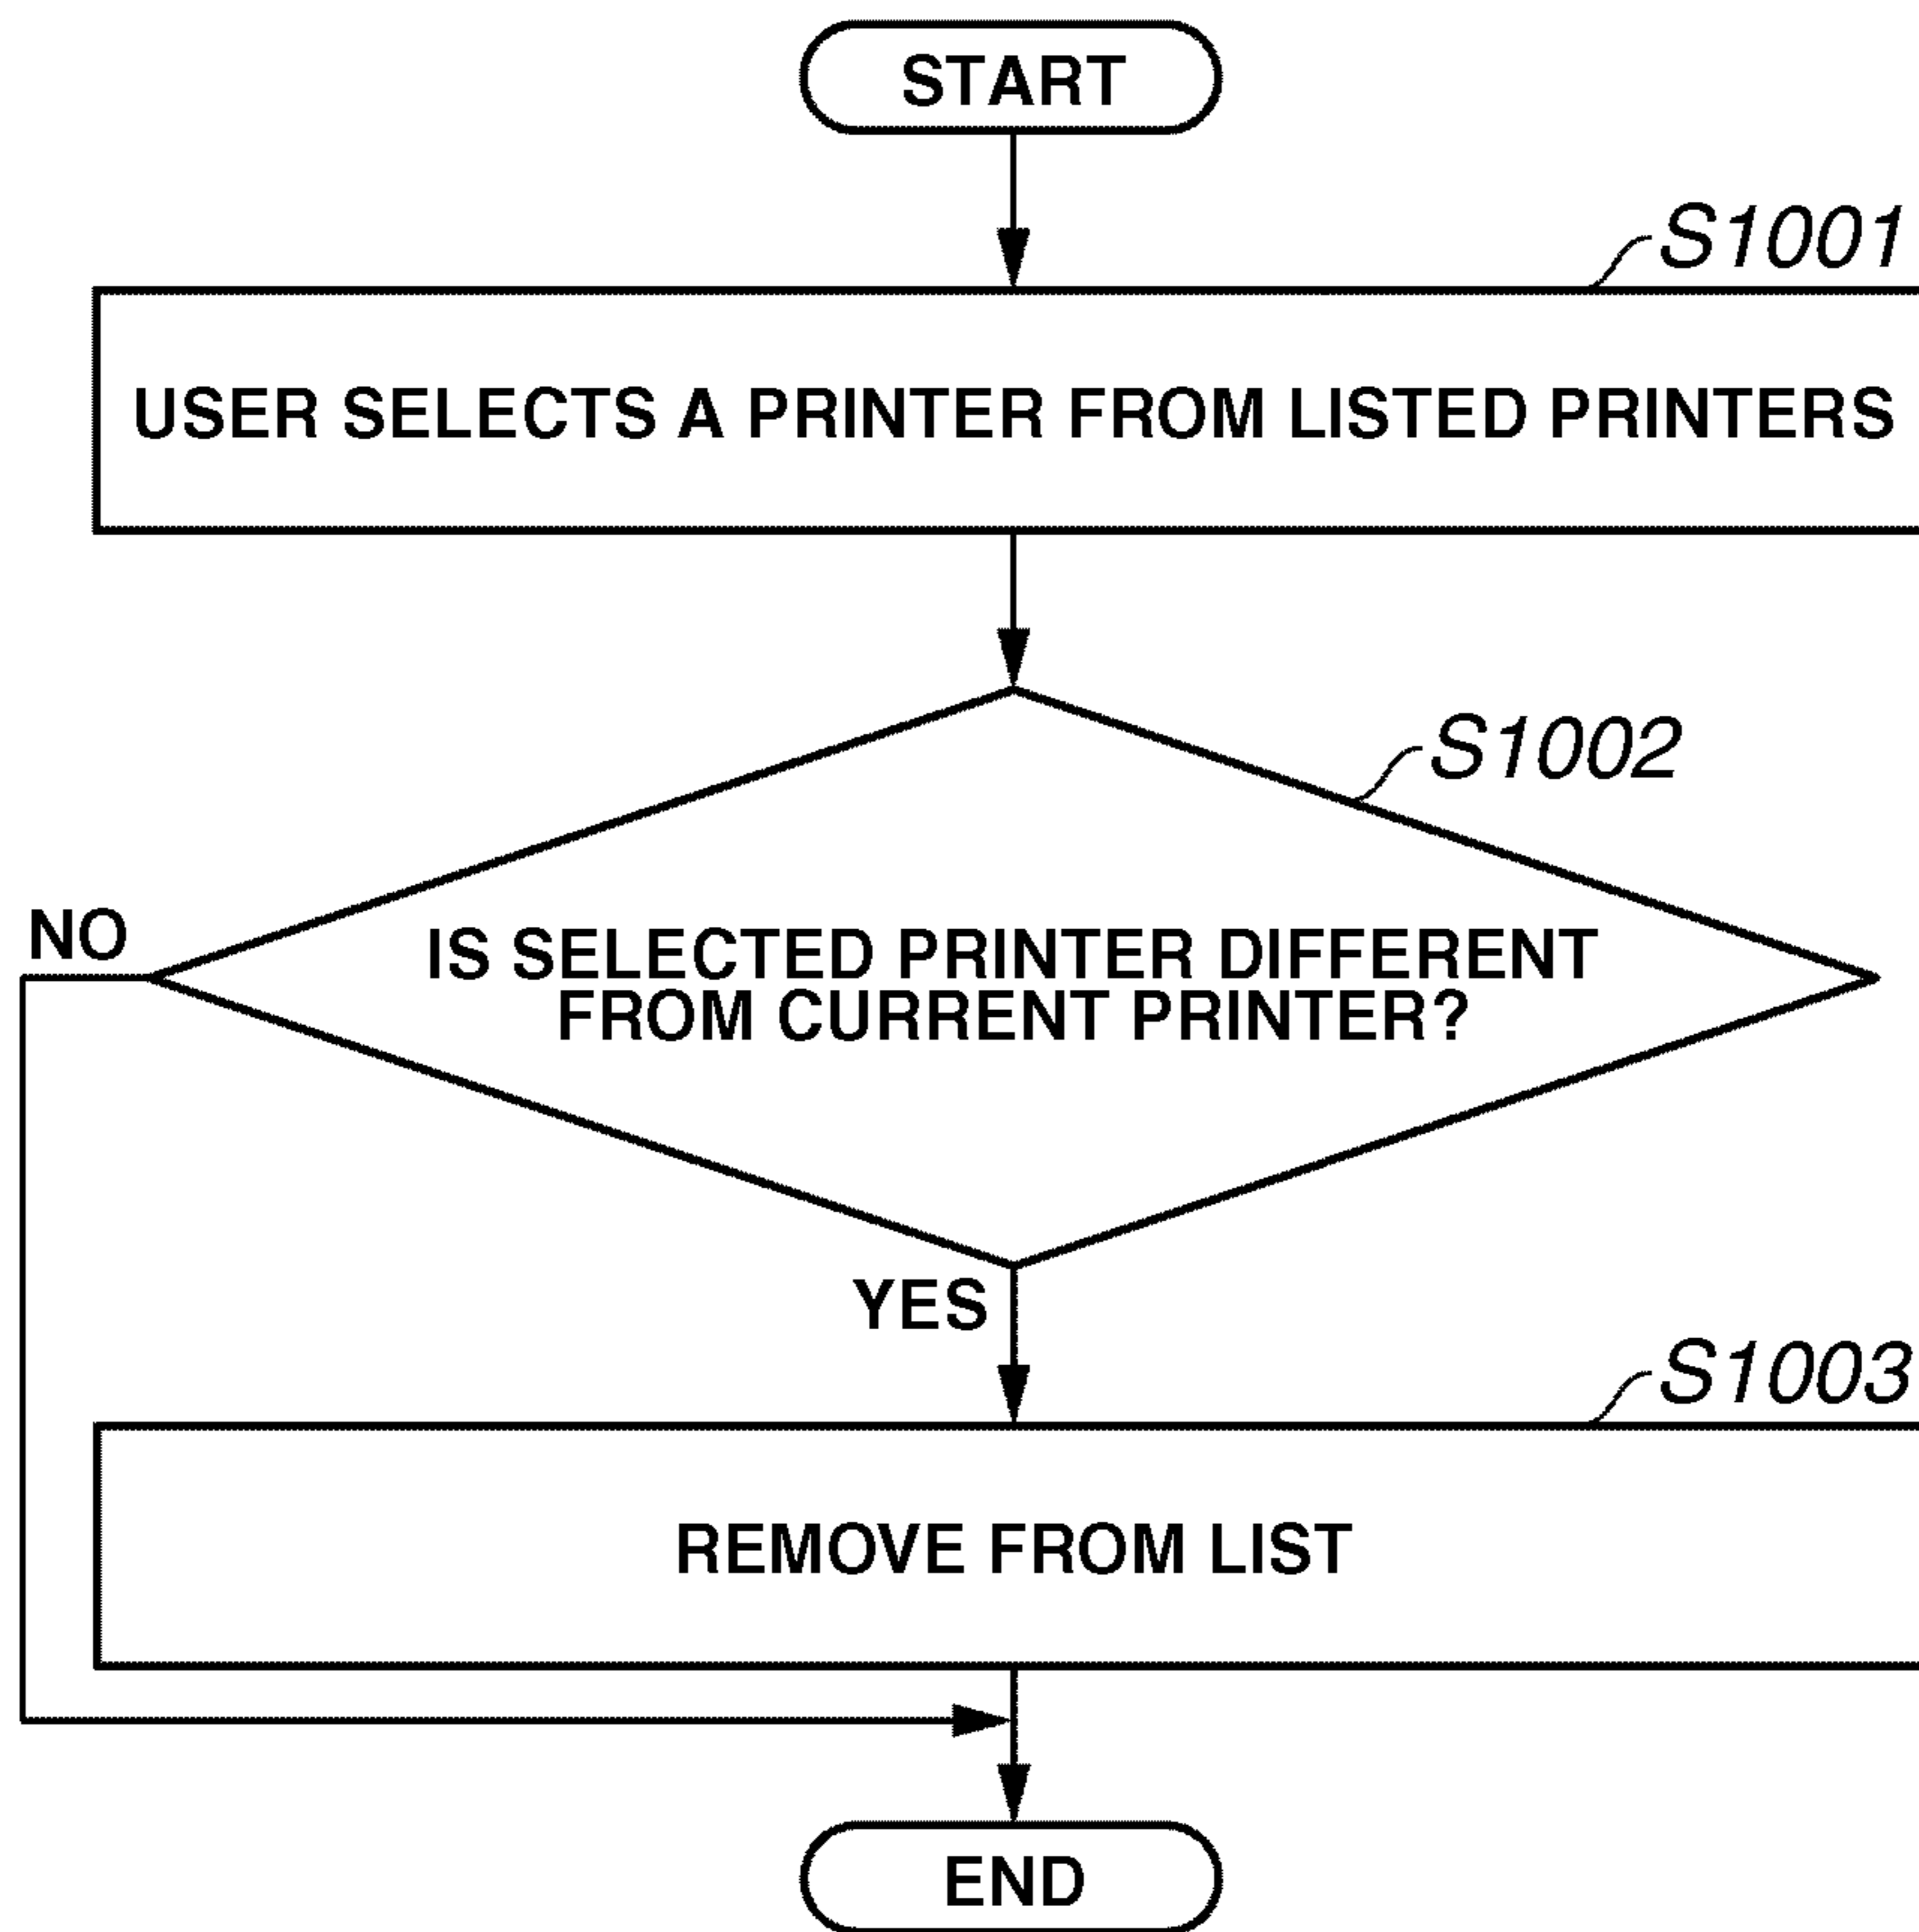 START
S1001
USER SELECTS A PRINTER FROM LISTED PRINTERS
S1002
NO
IS SELECTED PRINTER DIFFERENT
FROM CURRENT PRINTER?
YES
S1003
REMOVE FROM LIST
END